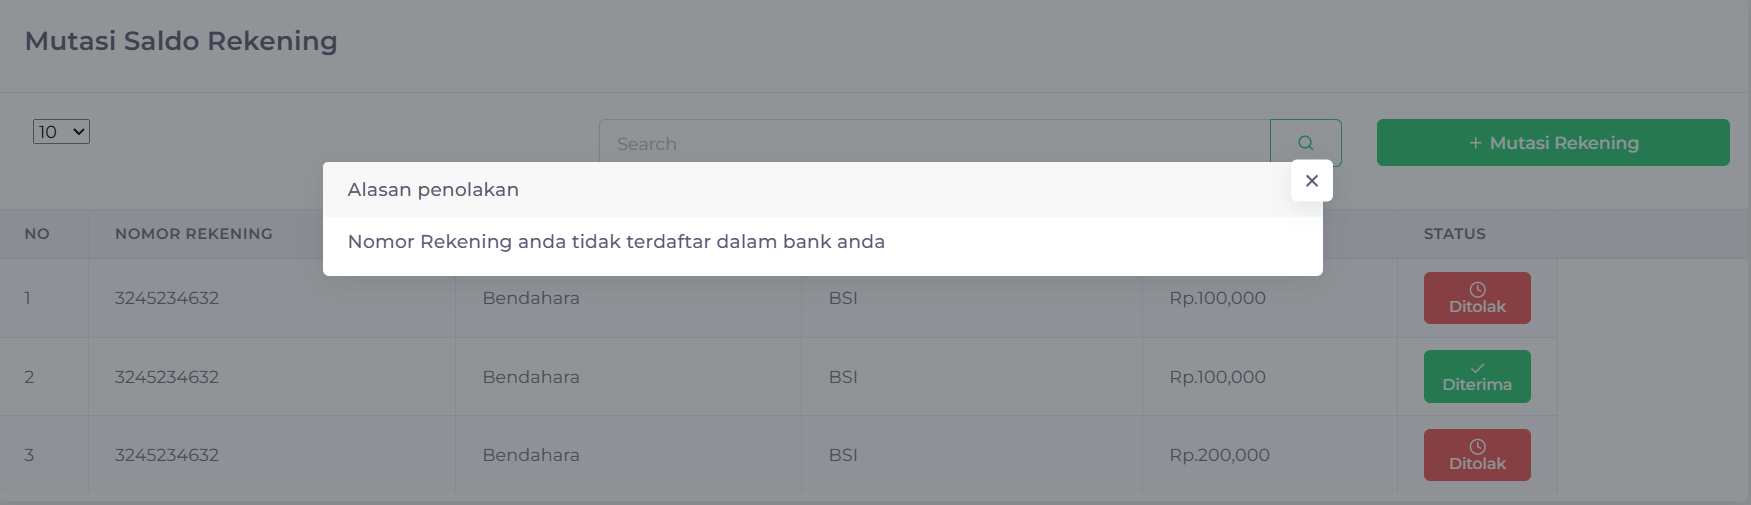 Mutasi Saldo Rekening
10
Search
+ Mutasi Rekening
Alasan penolakan
Nomor Rekening anda tidak terdaftar dalam bank anda
NO NOMOR REKENING STATUS
1 3245234632 Bendahara BSI Rp.100,000 Ditolak
2 3245234632 Bendahara BSI Rp.100,000 Diterima
3 3245234632 Bendahara BSI Rp.200,000 Ditolak